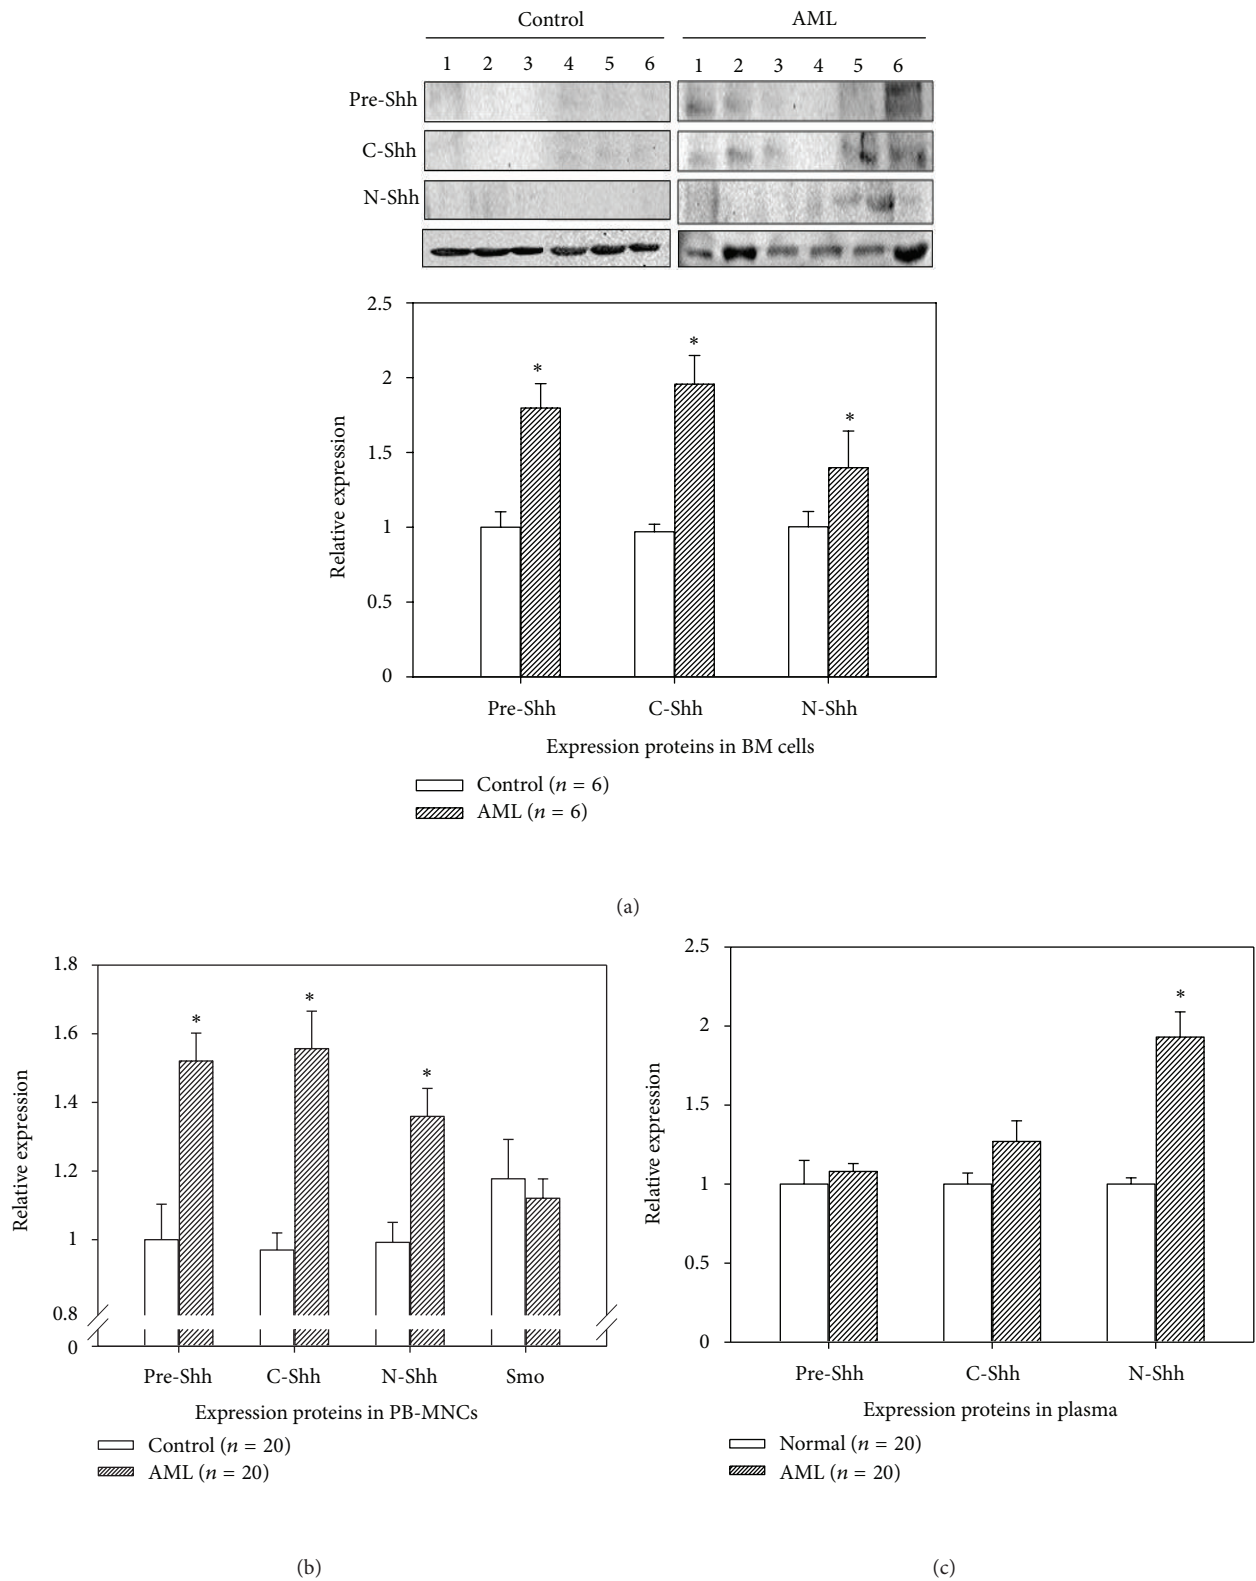 Control AML
1 2 3 4 5 6 1 2 3 4 5 6
Pre-Shh
C-Shh
N-Shh
2.5
2
1.5
1
0.5
0
Relative expression
* * *
Pre-Shh C-Shh N-Shh
Expression proteins in BM cells
Control (n = 6)
AML (n = 6)
(a)
1.8
1.6
1.4
1.2
1
0.8
0
Relative expression
* * *
Pre-Shh C-Shh N-Shh Smo
Expression proteins in PB-MNCs
Control (n = 20)
AML (n = 20)
(b)
2.5
2
1.5
1
0.5
0
Relative expression
*
Pre-Shh C-Shh N-Shh
Expression proteins in plasma
Normal (n = 20)
AML (n = 20)
(c)